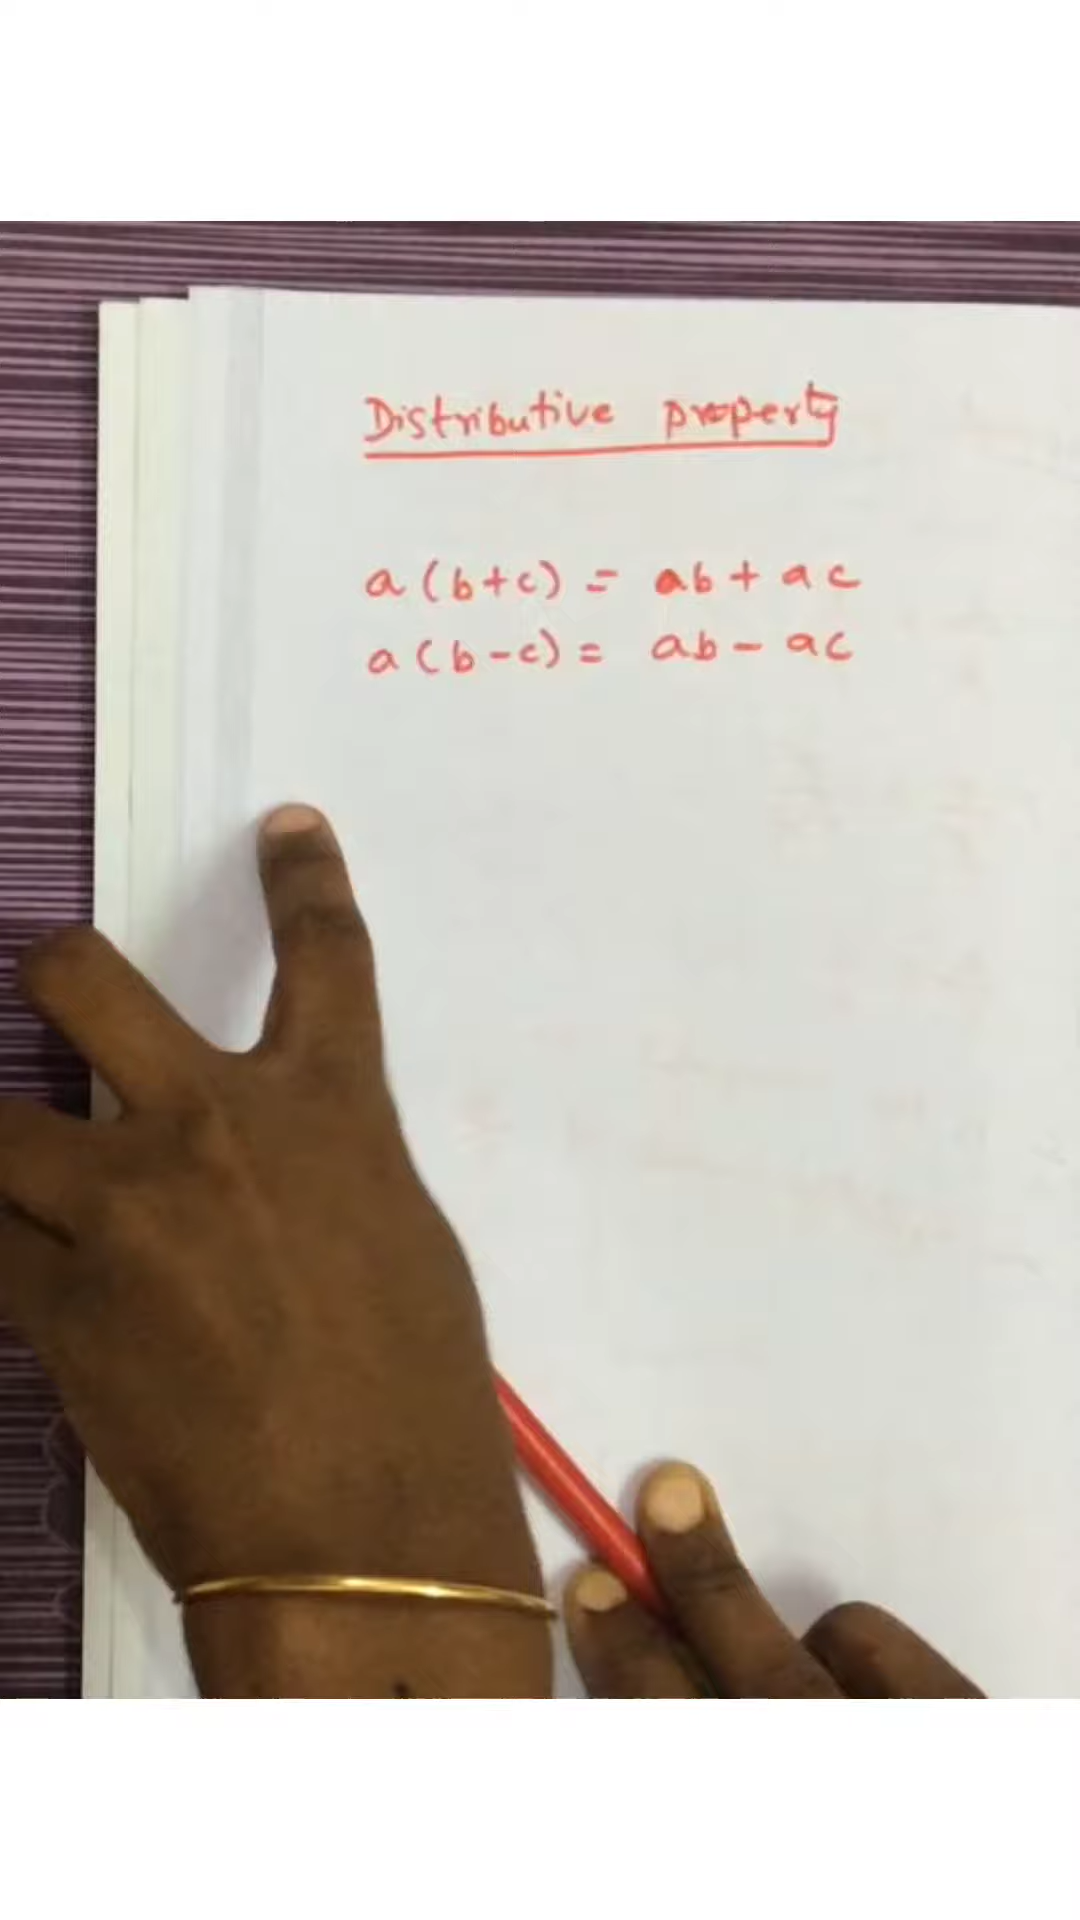 Distributive property
a (b+c) = ab + ac
a (b-c) = ab - ac